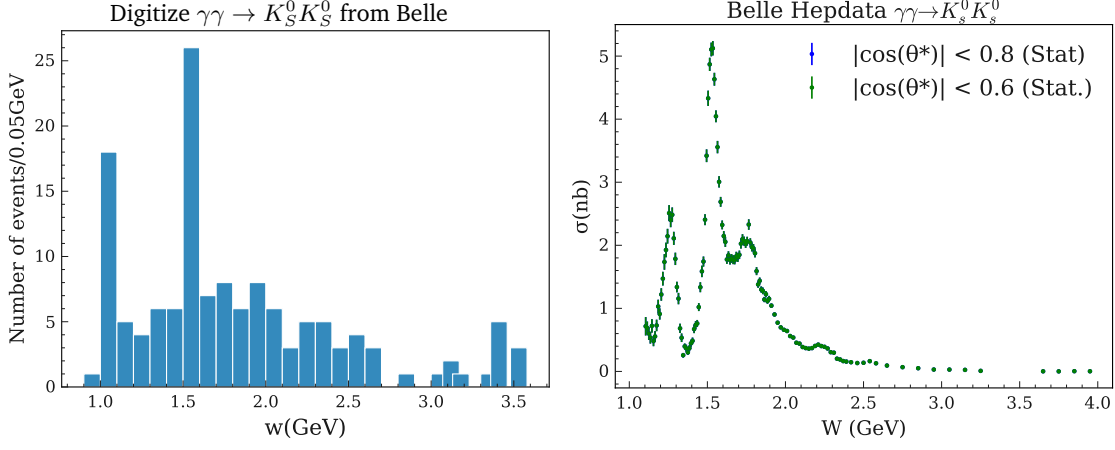 Digitize γγ → K_S^0 K_S^0 from Belle
Number of events/0.05GeV
25
20
15
10
5
0
1.0 1.5 2.0 2.5 3.0 3.5
w(GeV)
Belle Hepdata γγ→K_s^0 K_s^0
|cos(θ*)| < 0.8 (Stat)
|cos(θ*)| < 0.6 (Stat.)
σ(nb)
5
4
3
2
1
0
1.0 1.5 2.0 2.5 3.0 3.5 4.0
W (GeV)